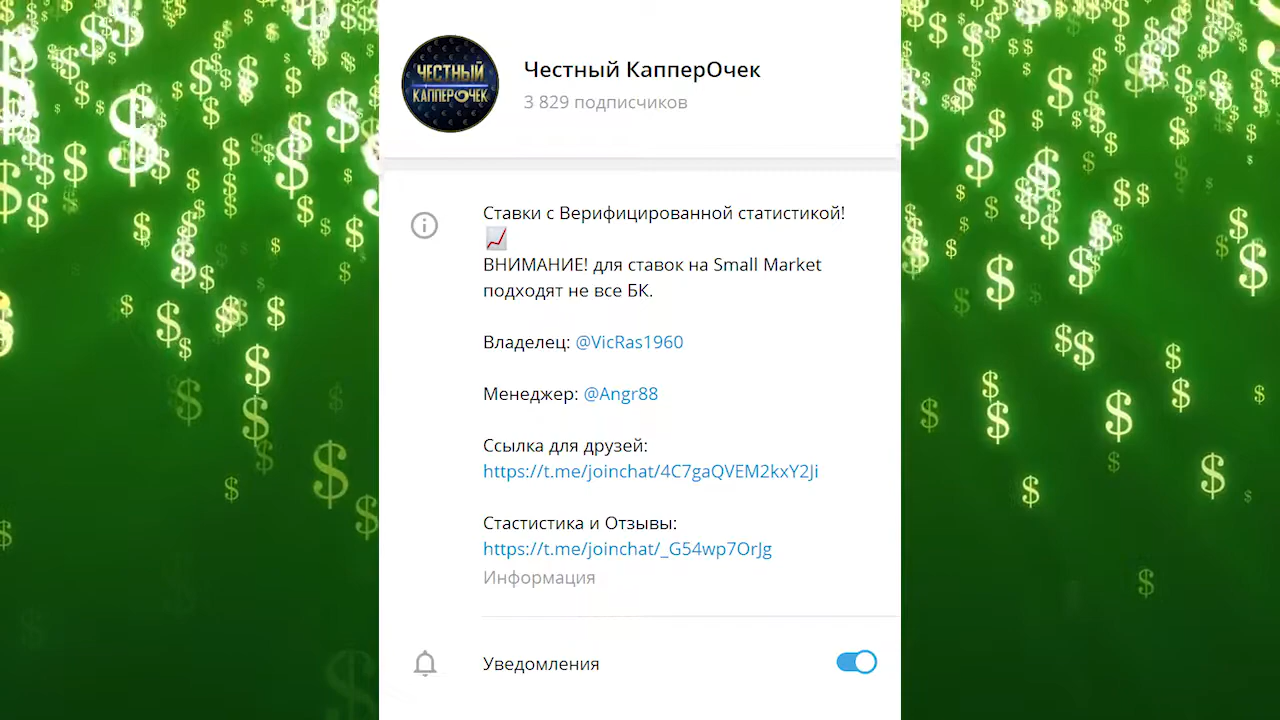 ЧЕСТНЫЙ
КАППЕРОЧЕК
Честный КапперОчек
3 829 подписчиков
Ставки с Верифицированной статистикой!
ВНИМАНИЕ! для ставок на Small Market
подходят не все БК.
Владелец: @VicRas1960
Менеджер: @Angr88
Ссылка для друзей:
https://t.me/joinchat/4C7gaQVEM2kxY2Ji
Стастистика и Отзывы:
https://t.me/joinchat/_G54wp7OrJg
Информация
Уведомления